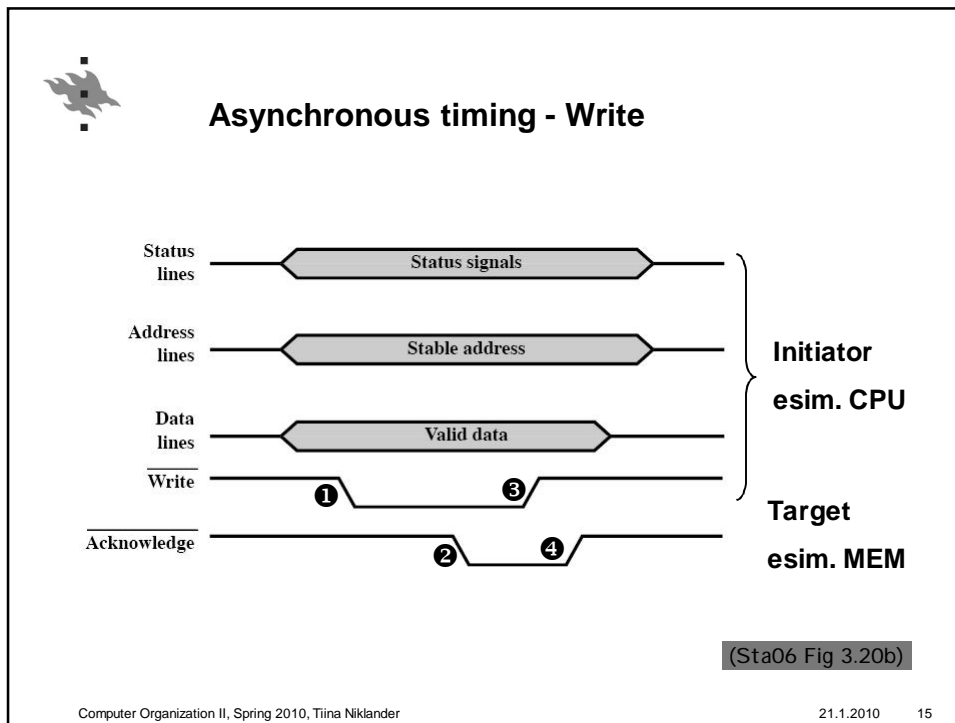 Asynchronous timing - Write
Status
lines
Status signals
Address
lines
Stable address
Initiator
esim. CPU
Data
lines
Valid data
Write
❶
❸
Acknowledge
❷
❹
Target
esim. MEM
(Sta06 Fig 3.20b)
Computer Organization II, Spring 2010, Tiina Niklander 21.1.2010 15